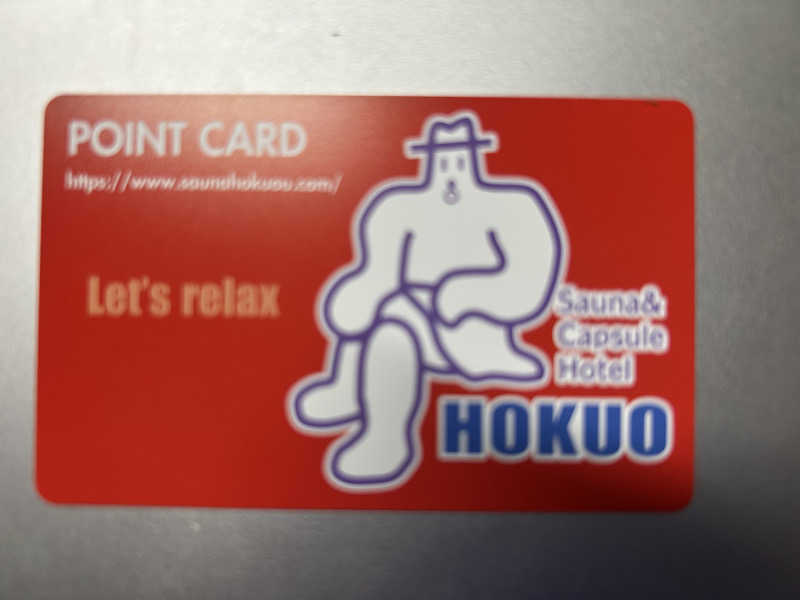 POINT CARD
https://www.saunahokuou.com/
Let's relax
Sauna&
Capsule
Hotel
HOKUO